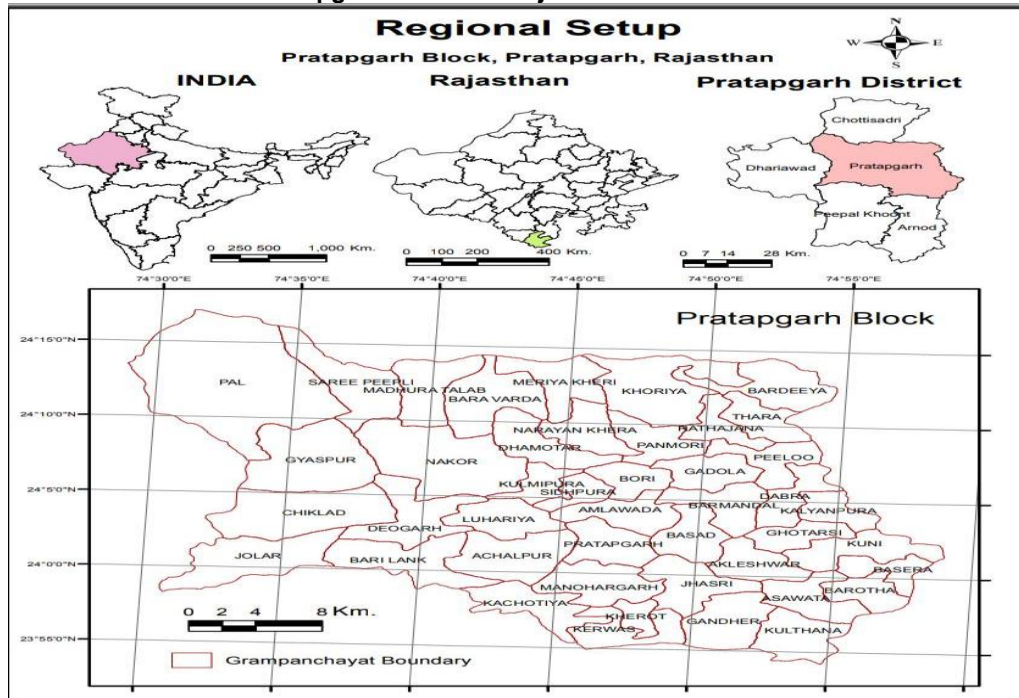 Regional Setup
Pratapgarh Block, Pratapgarh, Rajasthan
N
W E
S
INDIA
Rajasthan
Pratapgarh District
Chottisadri
Dhariawad
Pratapgarh
Peepal Khoont
Arnod
0 250 500 1,000 Km.
0 100 200 400 Km.
0 7 14 28 Km.
74°30'0"E 74°35'0"E 74°40'0"E 74°45'0"E 74°50'0"E 74°55'0"E
Pratapgarh Block
24°15'0"N
24°10'0"N
24°5'0"N
24°0'0"N
23°55'0"N
PAL
SAREE PEEPLI
MADHURA TALAB
BARA VARDA
MERIYA KHERI
KHORIYA
BARDEEYA
THARA
NARAYAN KHERA
RATHAJANA
DHAMOTAR
PANMORI
PEELOO
GYASPUR
NAKOR
GADOLA
KULMIPURA
SIDHPURA
BORI
DABRA
CHIKLAD
AMLAWADA
BARMANDAL
KALYANPURA
DEOGARH
LUHARIYA
PRATAPGARH
BASAD
GHOTARSI
KUNI
JOLAR
BARI LANK
ACHALPUR
AKLESHWAR
BASERA
MANOHARGARH
JHASRI
ASAWATA
BAROTHA
KACHOTIYA
KHEROT
KERWAS
GANDHER
KULTHANA
0 2 4 8 Km.
Grampanchayat Boundary